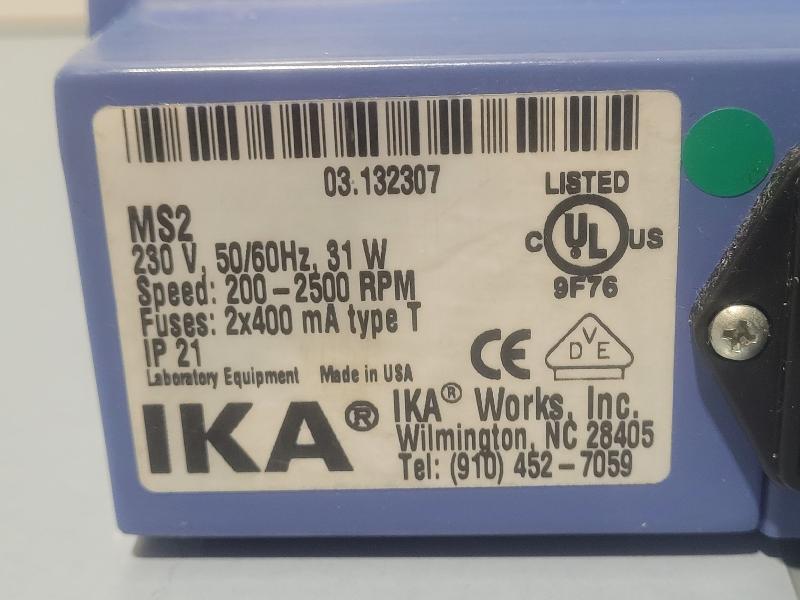 03.132307
MS2
230 V, 50/60Hz, 31 W
Speed: 200-2500 RPM
Fuses: 2x400 mA type T
IP 21
Laboratory Equipment Made in USA
LISTED
C UL US
9F76
CE
VDE
IKA®
IKA® Works, Inc.
Wilmington, NC 28405
Tel: (910) 452-7059